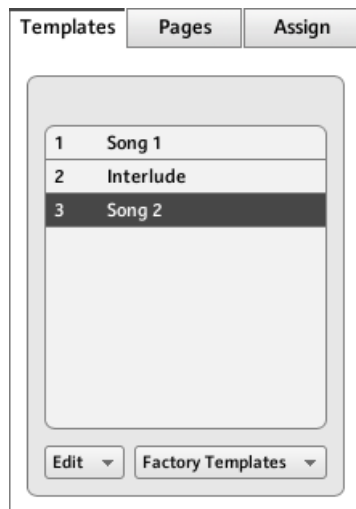 Templates Pages Assign
1 Song 1
2 Interlude
3 Song 2
Edit Factory Templates